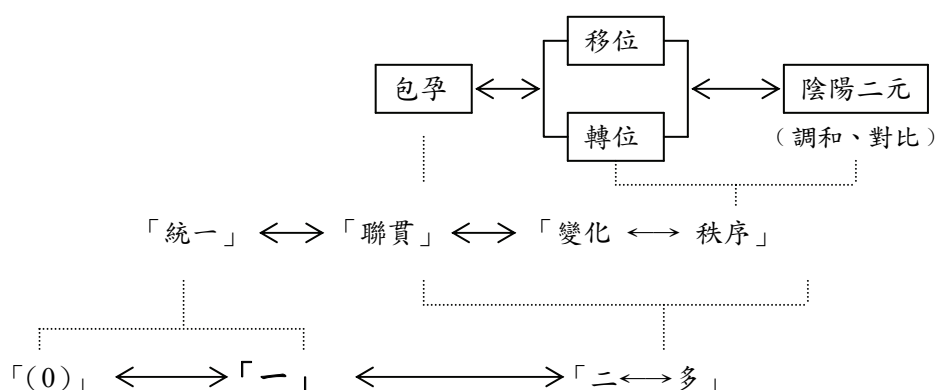 移位
包孕 陰陽二元
轉位 （調和、對比）
「統一」 「聯貫」 「變化 ←→ 秩序」
「(0)」 「一」 「二←→多」